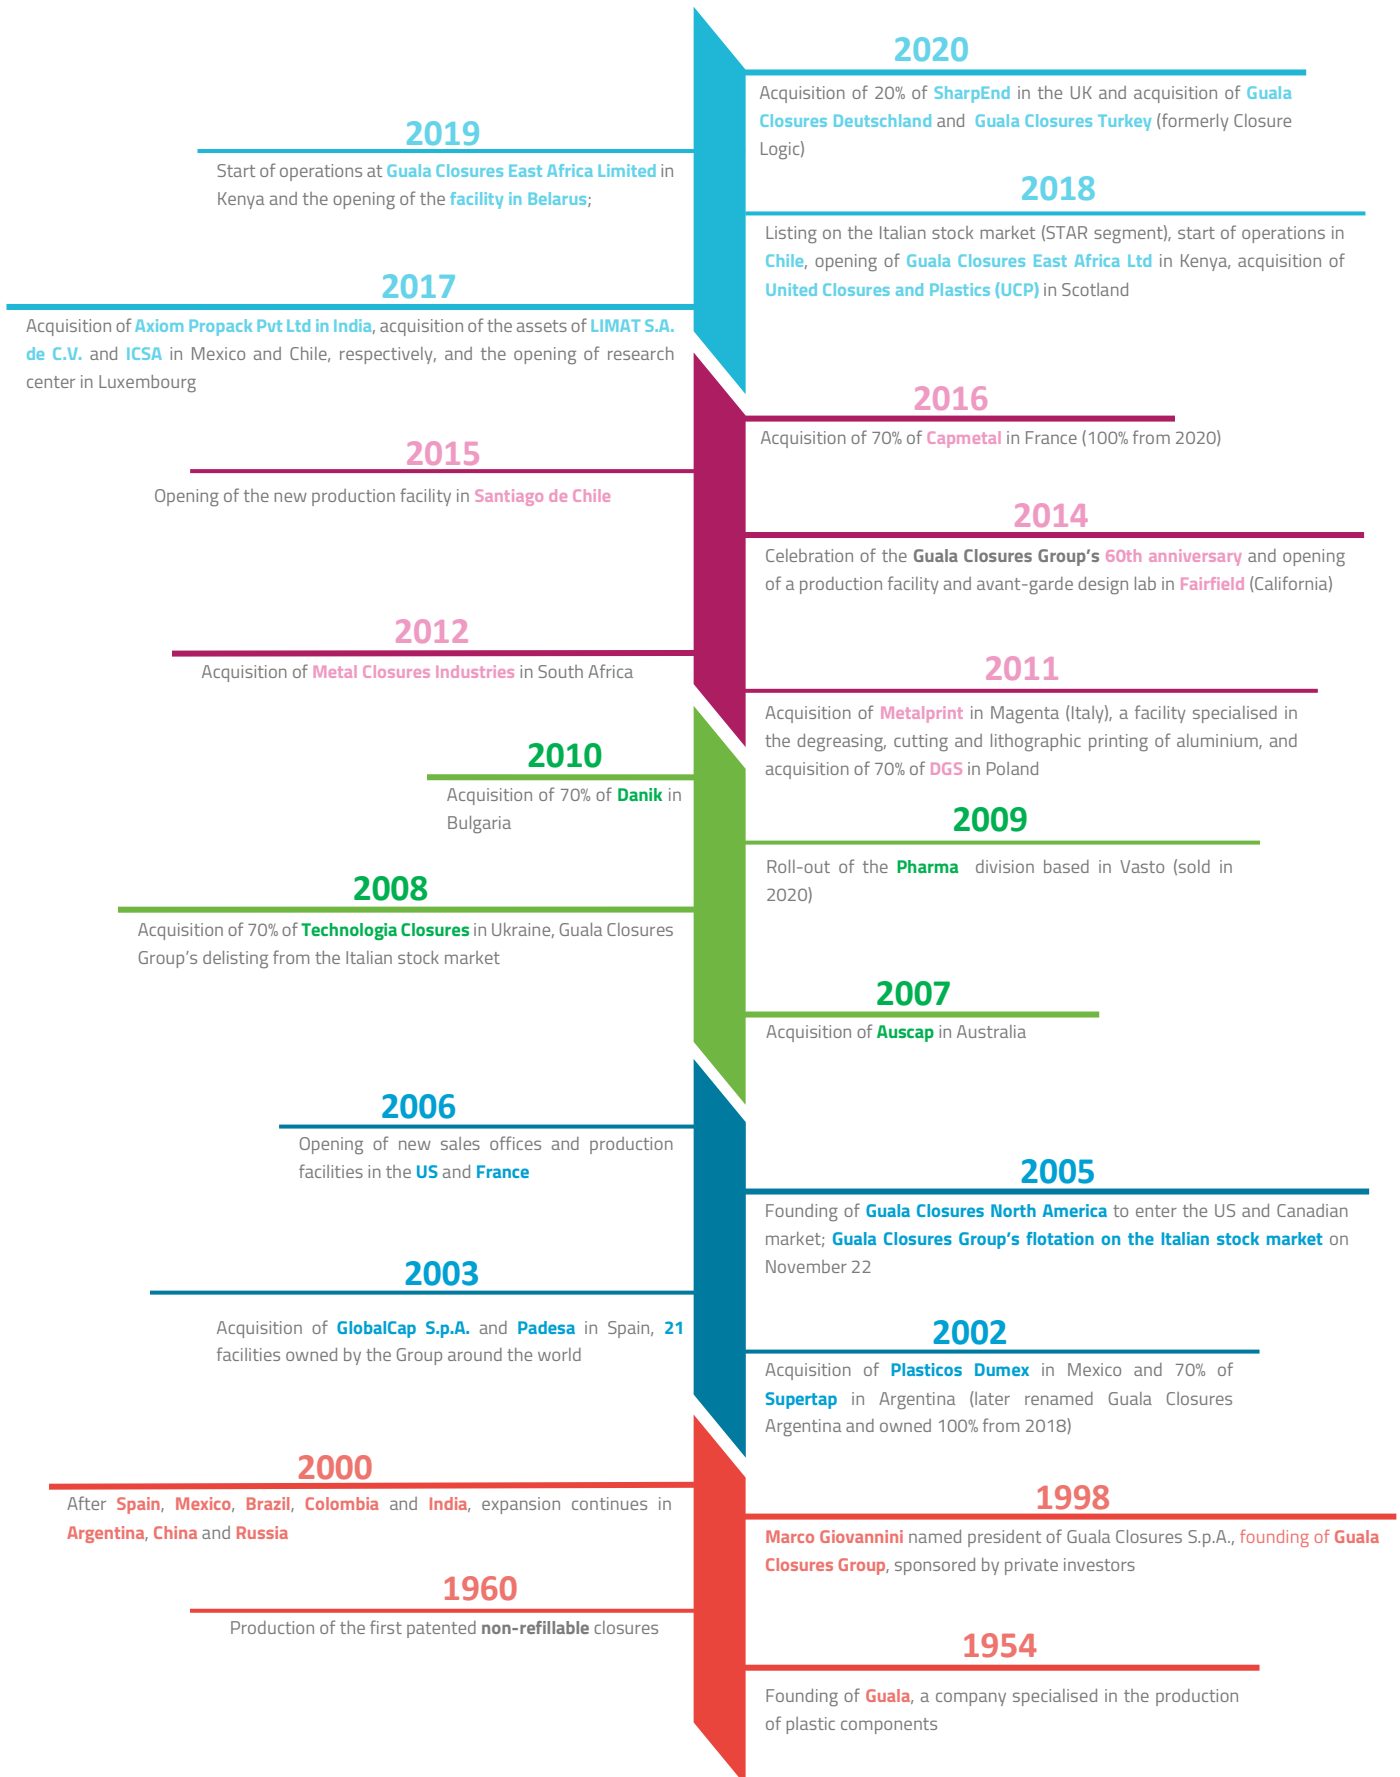 2020
Acquisition of 20% of SharpEnd in the UK and acquisition of Guala
Closures Deutschland and Guala Closures Turkey (formerly Closure
Logic)
2019
Start of operations at Guala Closures East Africa Limited in
Kenya and the opening of the facility in Belarus;
2018
Listing on the Italian stock market (STAR segment), start of operations in
Chile, opening of Guala Closures East Africa Ltd in Kenya, acquisition of
United Closures and Plastics (UCP) in Scotland
2017
Acquisition of Axiom Propack Pvt Ltd in India, acquisition of the assets of LIMAT S.A.
de C.V. and ICSA in Mexico and Chile, respectively, and the opening of research
center in Luxembourg
2016
Acquisition of 70% of Capmetal in France (100% from 2020)
2015
Opening of the new production facility in Santiago de Chile
2014
Celebration of the Guala Closures Group's 60th anniversary and opening
of a production facility and avant-garde design lab in Fairfield (California)
2012
Acquisition of Metal Closures Industries in South Africa
2011
Acquisition of Metalprint in Magenta (Italy), a facility specialised in
the degreasing, cutting and lithographic printing of aluminium, and
acquisition of 70% of DGS in Poland
2010
Acquisition of 70% of Danik in
Bulgaria
2009
Roll-out of the Pharma division based in Vasto (sold in
2020)
2008
Acquisition of 70% of Technologia Closures in Ukraine, Guala Closures
Group's delisting from the Italian stock market
2007
Acquisition of Auscap in Australia
2006
Opening of new sales offices and production
facilities in the US and France
2005
Founding of Guala Closures North America to enter the US and Canadian
market; Guala Closures Group's flotation on the Italian stock market on
November 22
2003
Acquisition of GlobalCap S.p.A. and Padesa in Spain, 21
facilities owned by the Group around the world
2002
Acquisition of Plasticos Dumex in Mexico and 70% of
Supertap in Argentina (later renamed Guala Closures
Argentina and owned 100% from 2018)
2000
After Spain, Mexico, Brazil, Colombia and India, expansion continues in
Argentina, China and Russia
1998
Marco Giovannini named president of Guala Closures S.p.A., founding of Guala
Closures Group, sponsored by private investors
1960
Production of the first patented non-refillable closures
1954
Founding of Guala, a company specialised in the production
of plastic components